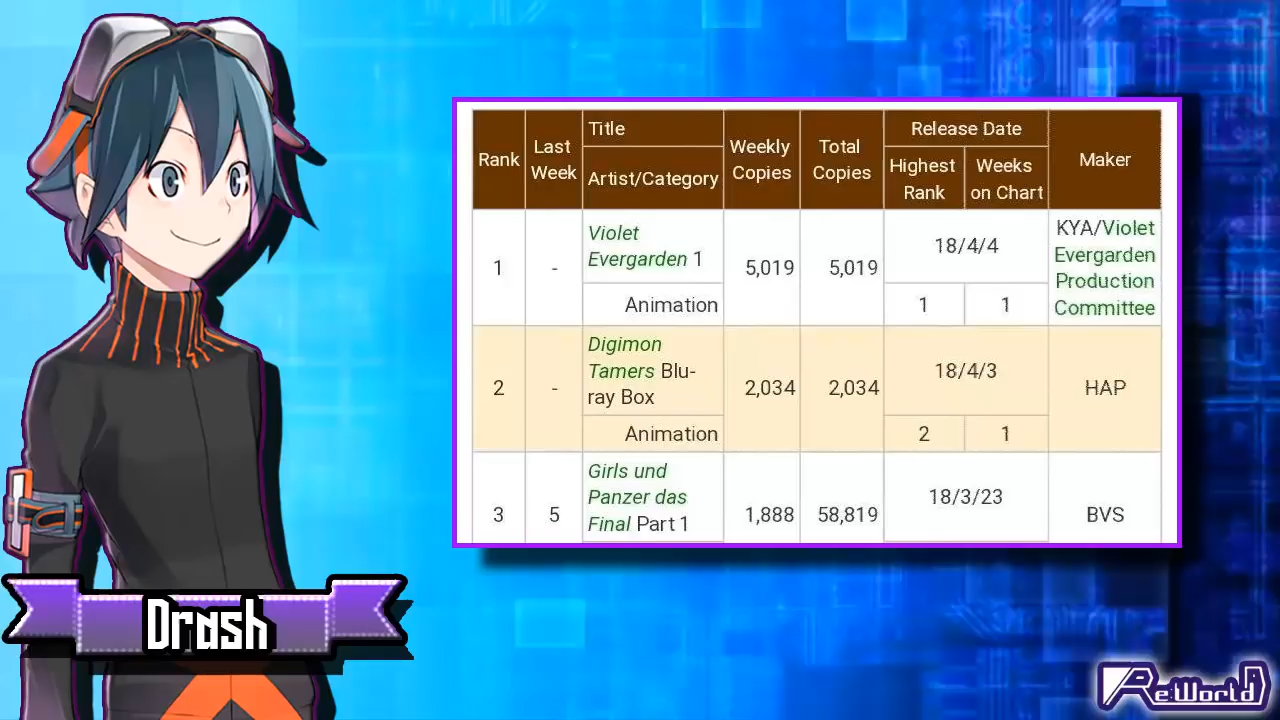 Rank
Last
Week
Title
Artist/Category
Weekly
Copies
Total
Copies
Release Date
Highest
Rank
Weeks
on Chart
Maker
1
-
Violet
Evergarden 1
Animation
5,019
5,019
18/4/4
1
1
KYA/Violet
Evergarden
Production
Committee
2
-
Digimon
Tamers Blu-
ray Box
Animation
2,034
2,034
18/4/3
2
1
HAP
3
5
Girls und
Panzer das
Final Part 1
1,888
58,819
18/3/23
BVS
Drash
Re:World